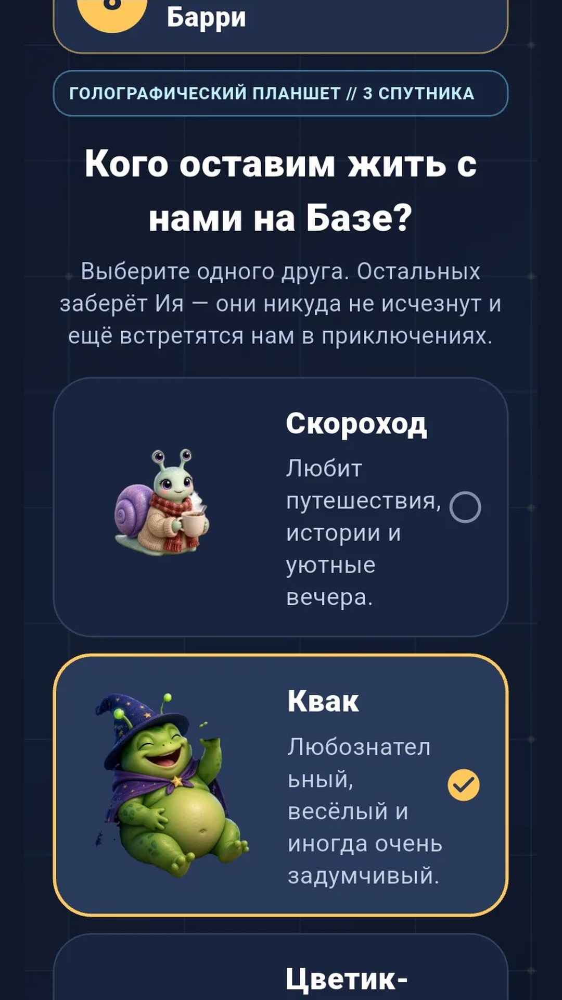 Барри
ГОЛОГРАФИЧЕСКИЙ ПЛАНШЕТ // 3 СПУТНИКА
Кого оставим жить с
нами на Базе?
Выберите одного друга. Остальных
заберёт Ия — они никуда не исчезнут и
ещё встретятся нам в приключениях.
Скороход
Любит
путешествия,
истории и
уютные
вечера.
Квак
Любознател
ьный,
весёлый и
иногда очень
задумчивый.
Цветик-